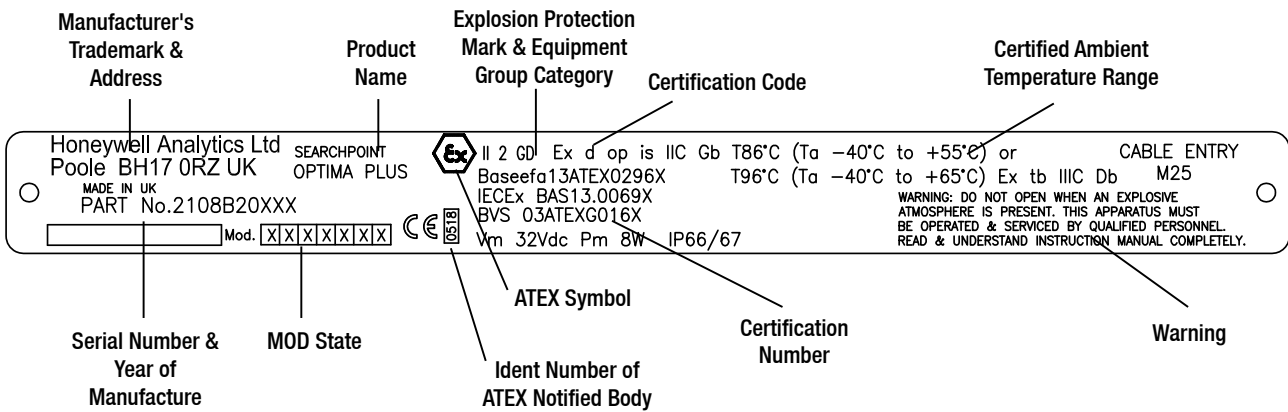 Manufacturer's
Trademark &
Address
Product
Name
Explosion Protection
Mark & Equipment
Group Category
Certification Code
Certified Ambient
Temperature Range
Honeywell Analytics Ltd
Poole BH17 0RZ UK
MADE IN UK
PART No.2108B20XXX
Mod. XXXXXXX
SEARCHPOINT
OPTIMA PLUS
CE 0518
Ex II 2 GD Ex d op is IIC Gb T86°C (Ta -40°C to +55°C) or
Baseefa13ATEX0296X T96°C (Ta -40°C to +65°C) Ex tb IIIC Db
IECEx BAS13.0069X
BVS 03ATEXG016X
Vm 32Vdc Pm 8W IP66/67
CABLE ENTRY
M25
WARNING: DO NOT OPEN WHEN AN EXPLOSIVE
ATMOSPHERE IS PRESENT. THIS APPARATUS MUST
BE OPERATED & SERVICED BY QUALIFIED PERSONNEL.
READ & UNDERSTAND INSTRUCTION MANUAL COMPLETELY.
Serial Number &
Year of
Manufacture
MOD State
ATEX Symbol
Ident Number of
ATEX Notified Body
Certification
Number
Warning